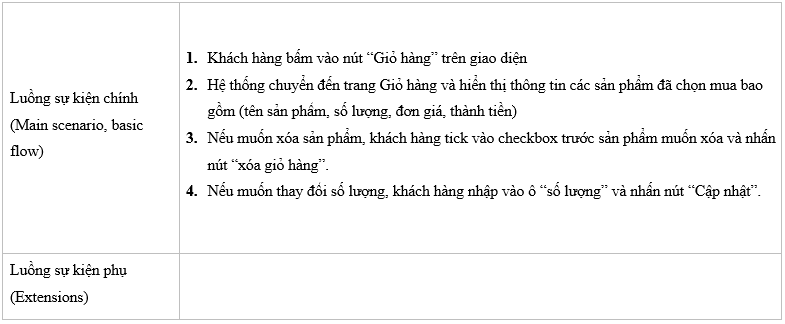 Luồng sự kiện chính
(Main scenario, basic
flow)
1. Khách hàng bấm vào nút “Giỏ hàng” trên giao diện
2. Hệ thống chuyển đến trang Giỏ hàng và hiển thị thông tin các sản phẩm đã chọn mua bao
gồm (tên sản phẩm, số lượng, đơn giá, thành tiền)
3. Nếu muốn xóa sản phẩm, khách hàng tick vào checkbox trước sản phẩm muốn xóa và nhấn
nút “xóa giỏ hàng”.
4. Nếu muốn thay đổi số lượng, khách hàng nhập vào ô “số lượng” và nhấn nút “Cập nhật”.
Luồng sự kiện phụ
(Extensions)